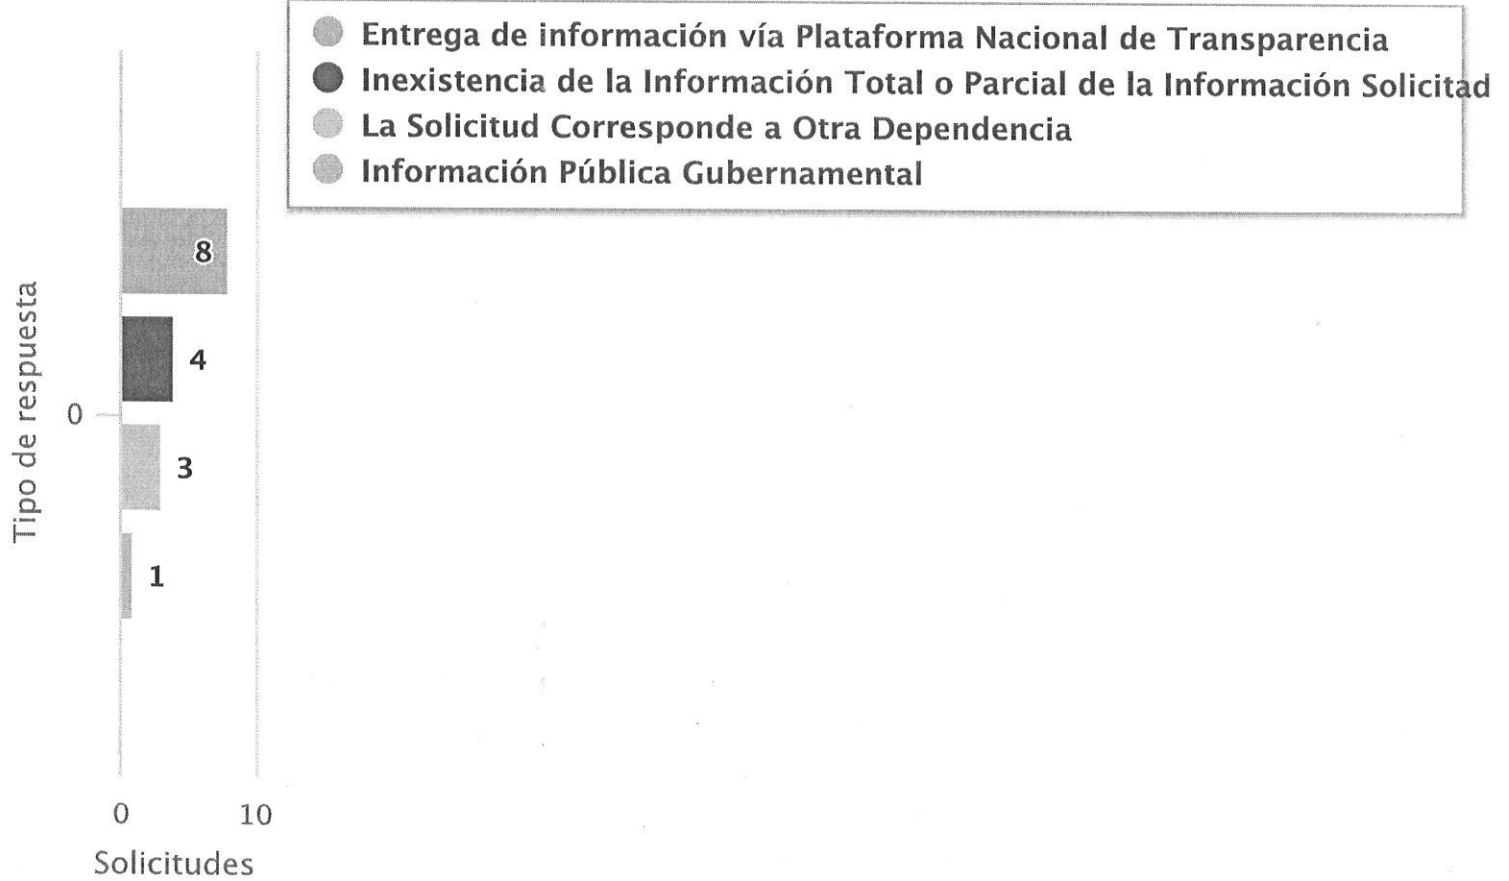 Entrega de información vía Plataforma Nacional de Transparencia
Inexistencia de la Información Total o Parcial de la Información Solicitad
La Solicitud Corresponde a Otra Dependencia
Información Pública Gubernamental
8
4
3
1
0
Tipo de respuesta
0 10
Solicitudes